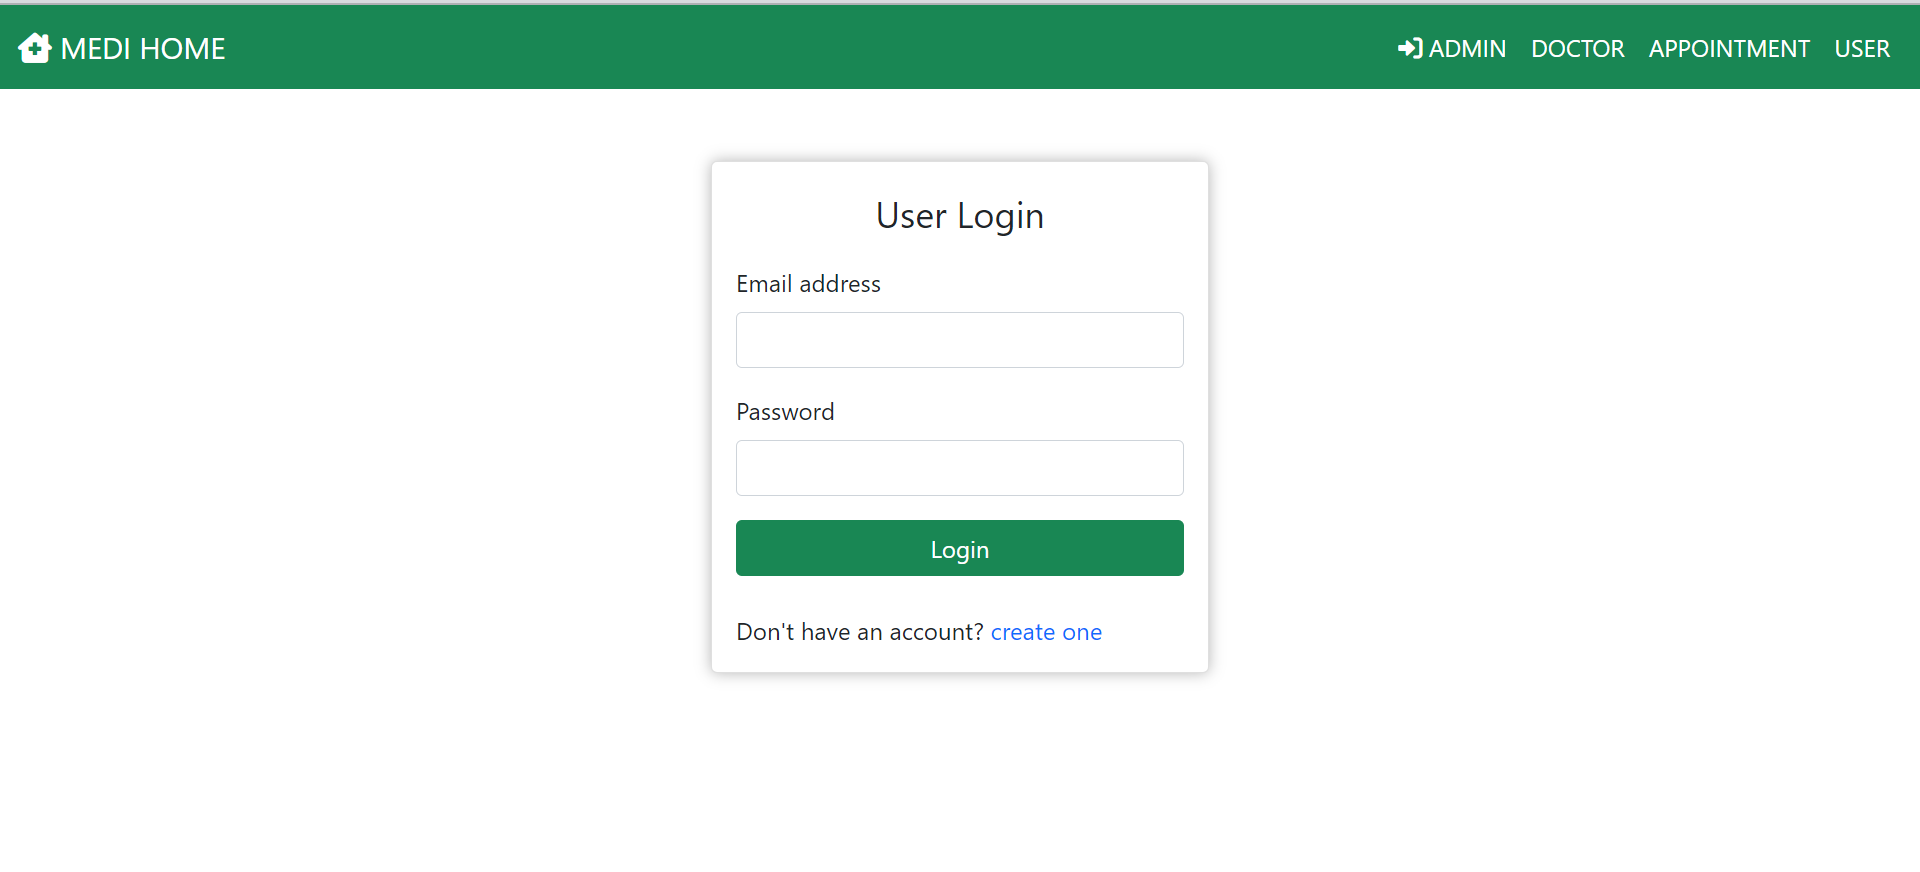 MEDI HOME
ADMIN DOCTOR APPOINTMENT USER
User Login
Email address
Password
Login
Don't have an account? create one